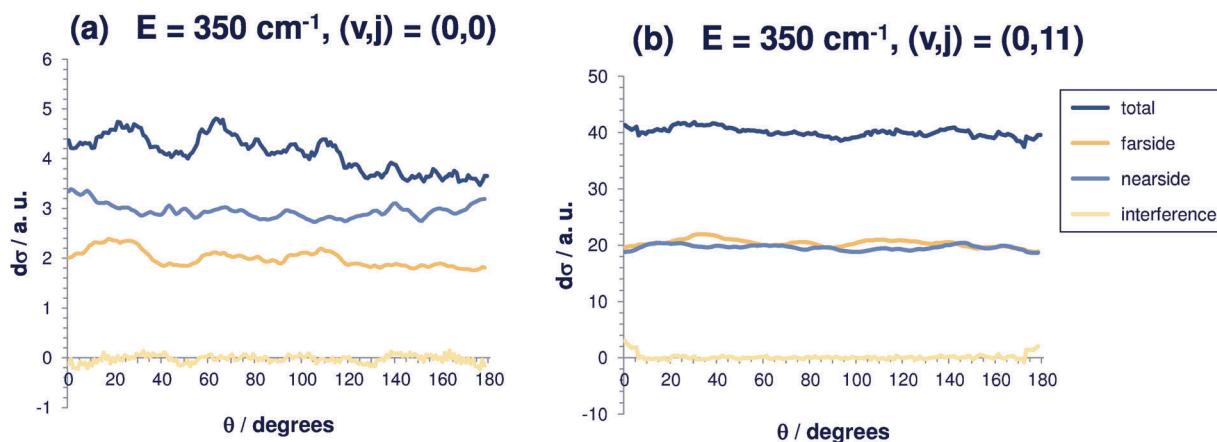 (a) E = 350 cm⁻¹, (v,j) = (0,0)
6
5
4
3
2
1
0
-1
dσ / a. u.
0 20 40 60 80 100 120 140 160 180
θ / degrees
(b) E = 350 cm⁻¹, (v,j) = (0,11)
50
40
30
20
10
0
-10
dσ / a. u.
0 20 40 60 80 100 120 140 160 180
θ / degrees
total
farside
nearside
interference